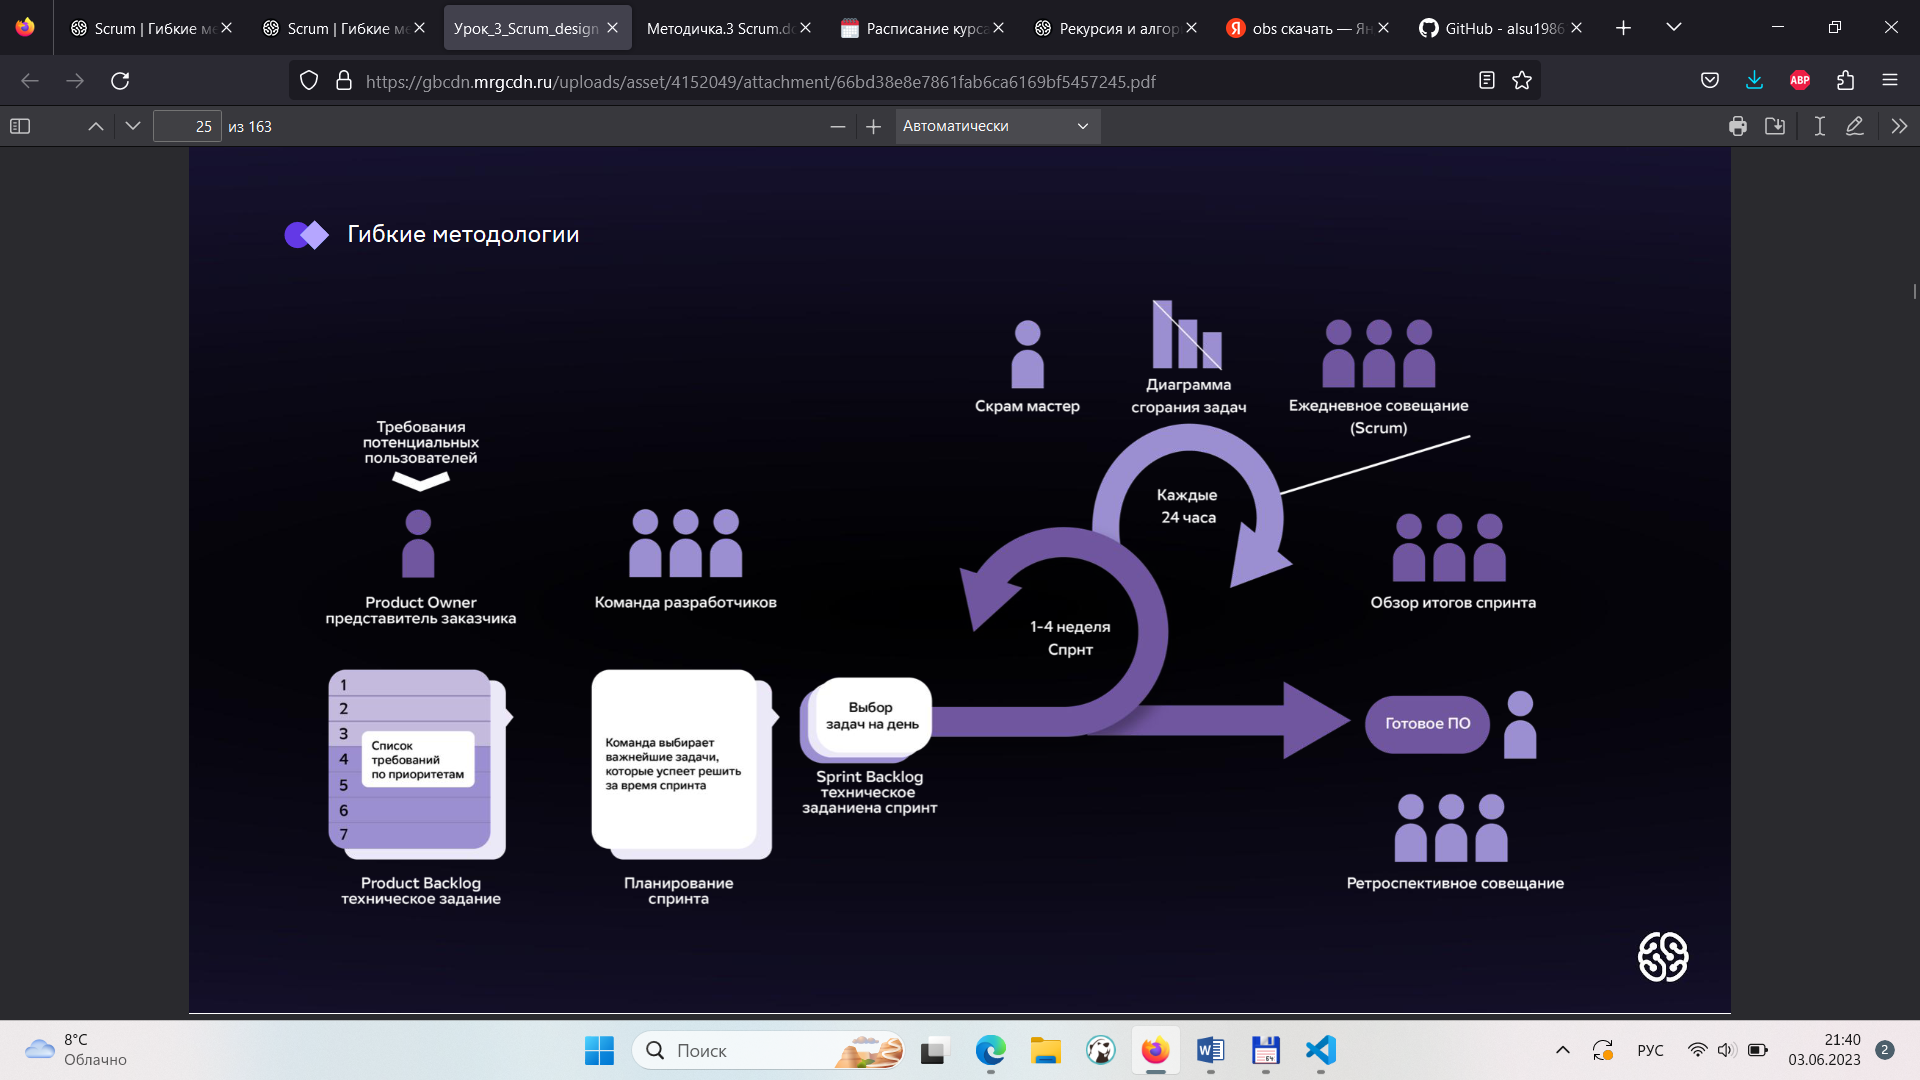 Scrum | Гибкие ме
Scrum | Гибкие ме
Урок_3_Scrum_design
Методичка.3 Scrum.do
Расписание курса
Рекурсия и алгор
obs скачать — Ян
GitHub - alsu1986
https://gbcdn.mrgcdn.ru/uploads/asset/4152049/attachment/66bd38e8e7861fab6ca6169bf5457245.pdf
ABP
25 из 163
Автоматически
Гибкие методологии
Скрам мастер
Диаграмма
сгорания задач
Ежедневное совещание
(Scrum)
Требования
потенциальных
пользователей
Каждые
24 часа
Product Owner
представитель заказчика
Команда разработчиков
1-4 неделя
Спрнт
Обзор итогов спринта
1
2
3
4
5
6
7
Список
требований
по приоритетам
Команда выбирает
важнейшие задачи,
которые успеет решить
за время спринта
Выбор
задач на день
Sprint Backlog
техническое
заданиена спринт
Готовое ПО
Product Backlog
техническое задание
Планирование
спринта
Ретроспективное совещание
8°C
Облачно
Поиск
64
РУС
21:40
03.06.2023
2